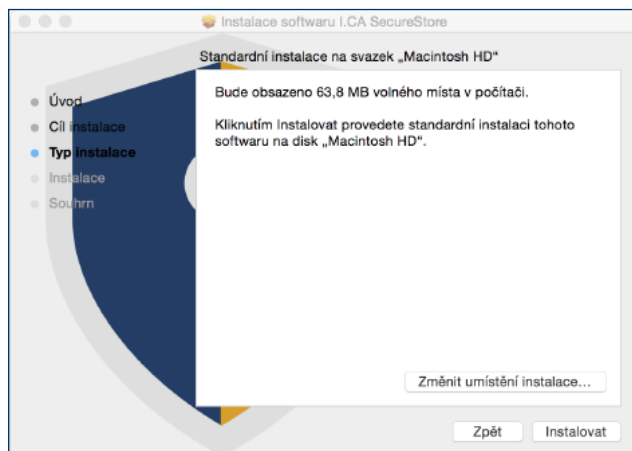 Instalace softwaru I.CA SecureStore
Standardní instalace na svazek „Macintosh HD“
Úvod
Cíl instalace
Typ instalace
Instalace
Souhrn
Bude obsazeno 63,8 MB volného místa v počítači.
Kliknutím Instalovat provedete standardní instalaci tohoto
softwaru na disk „Macintosh HD“.
Změnit umístění instalace...
Zpět
Instalovat